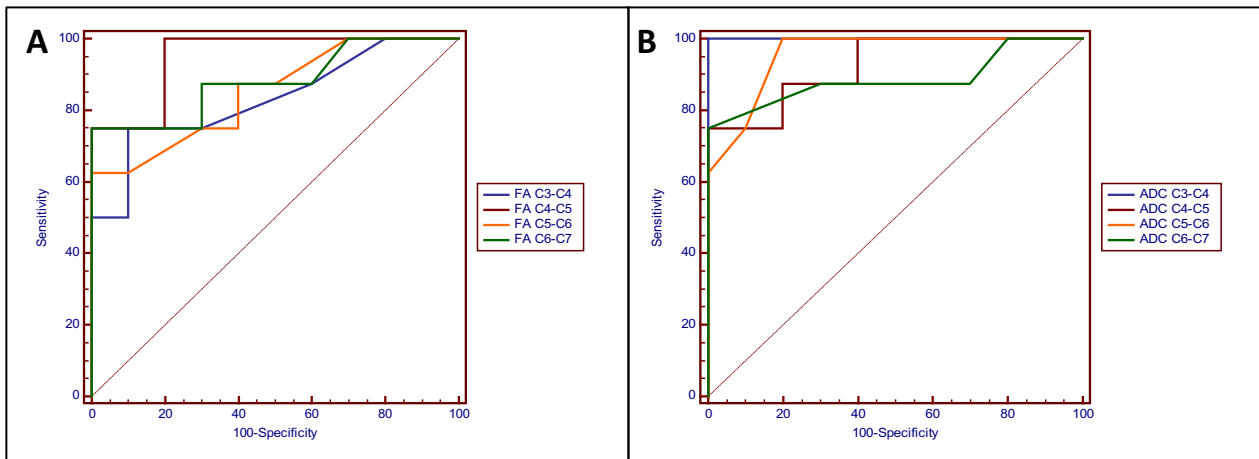 A
100
80
60
40
20
0
Sensitivity
0 20 40 60 80 100
100-Specificity
FA C3-C4
FA C4-C5
FA C5-C6
FA C6-C7
B
100
80
60
40
20
0
Sensitivity
0 20 40 60 80 100
100-Specificity
ADC C3-C4
ADC C4-C5
ADC C5-C6
ADC C6-C7